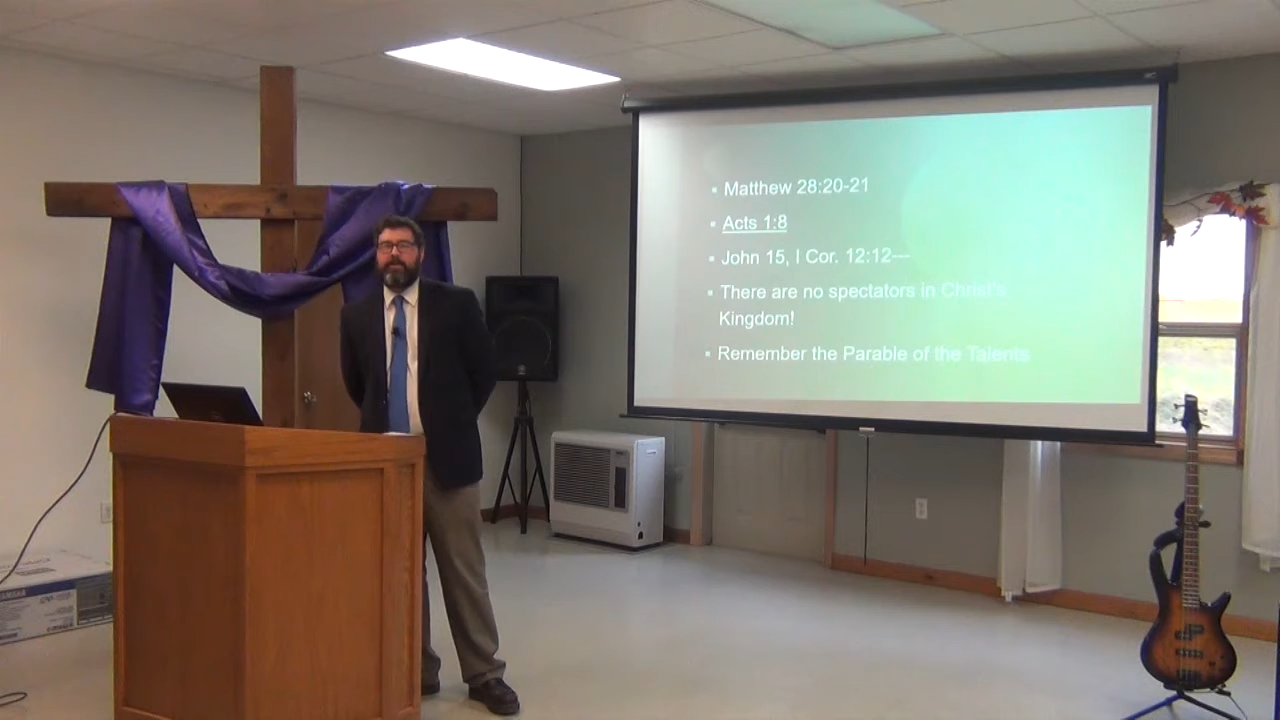 ▪ Matthew 28:20-21
▪ Acts 1:8
▪ John 15, I Cor. 12:12---
▪ There are no spectators in Christ's
Kingdom!
▪ Remember the Parable of the Talents
YAMAHA